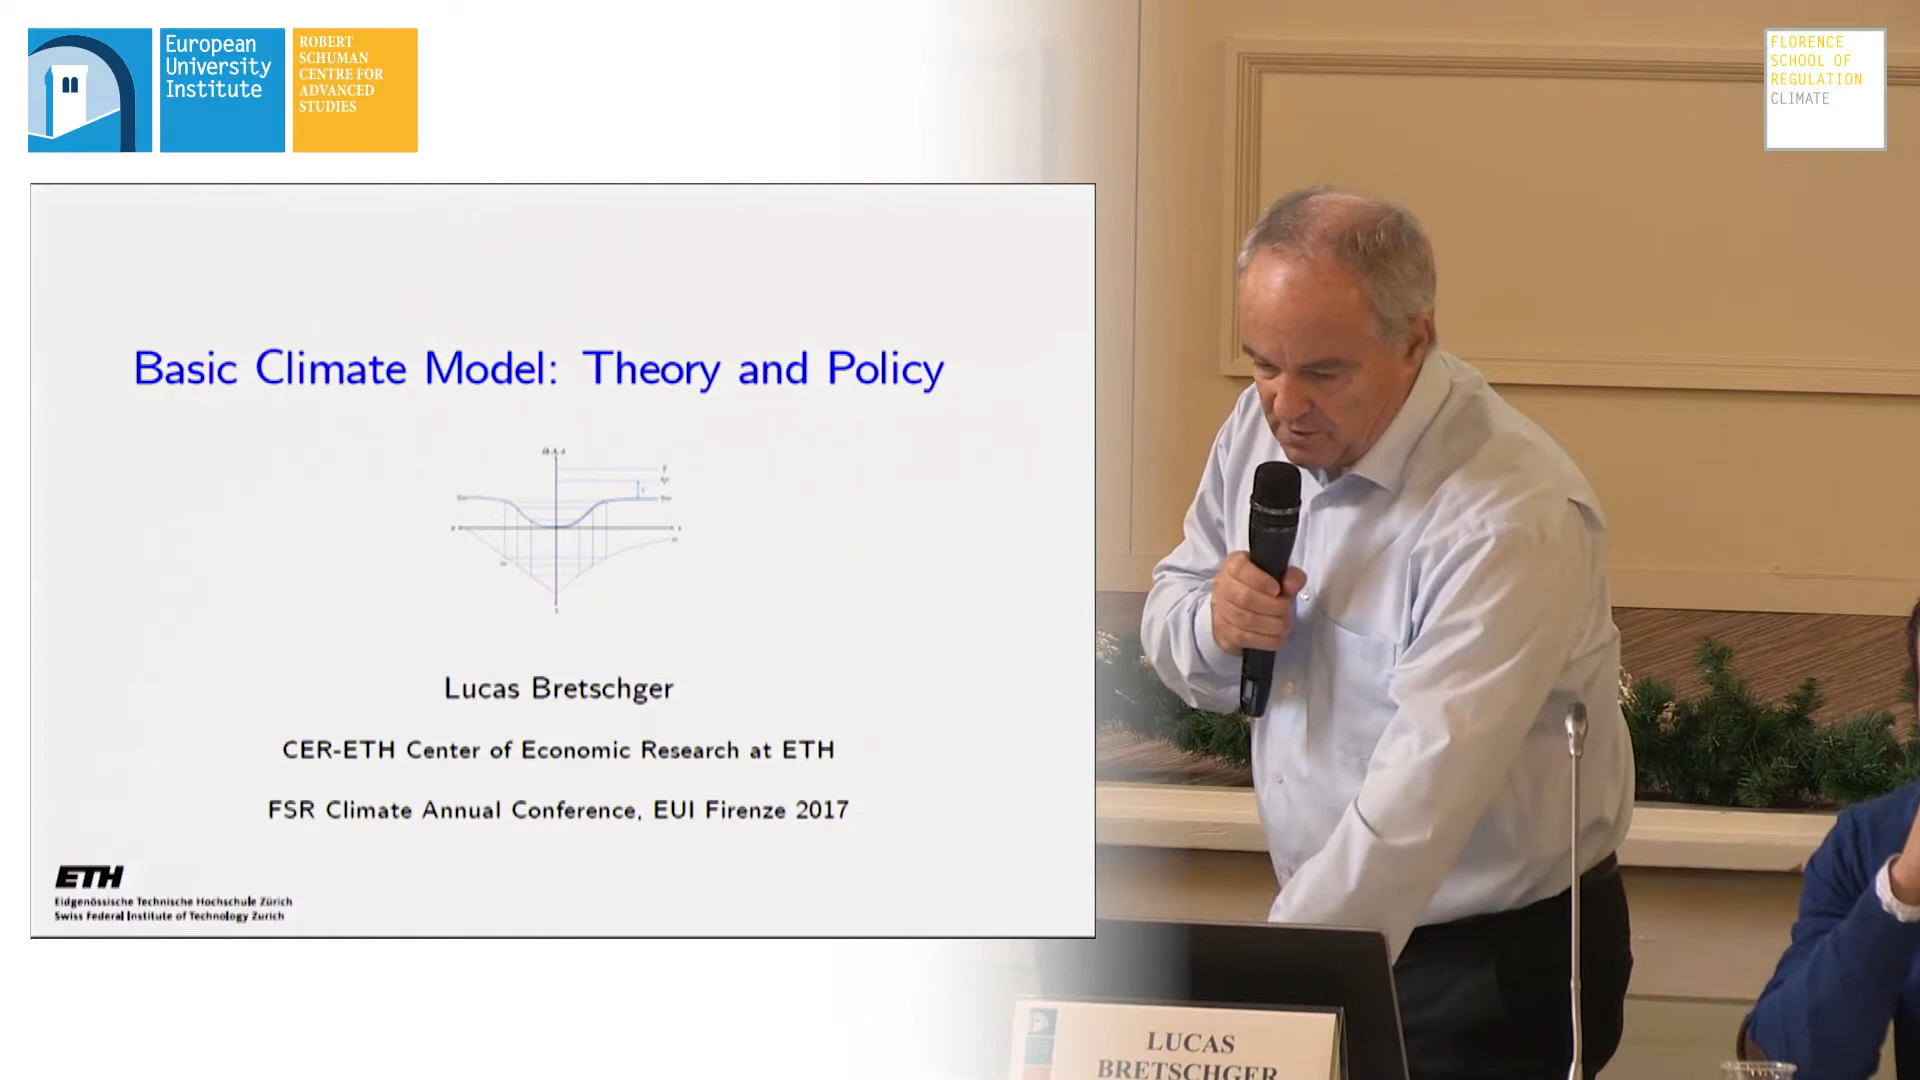 European
University
Institute
ROBERT
SCHUMAN
CENTRE FOR
ADVANCED
STUDIES
FLORENCE
SCHOOL OF
REGULATION
CLIMATE
Basic Climate Model: Theory and Policy
Lucas Bretschger
CER-ETH Center of Economic Research at ETH
FSR Climate Annual Conference, EUI Firenze 2017
ETH
Eidgenössische Technische Hochschule Zürich
Swiss Federal Institute of Technology Zurich
LUCAS
BRETSCHGER